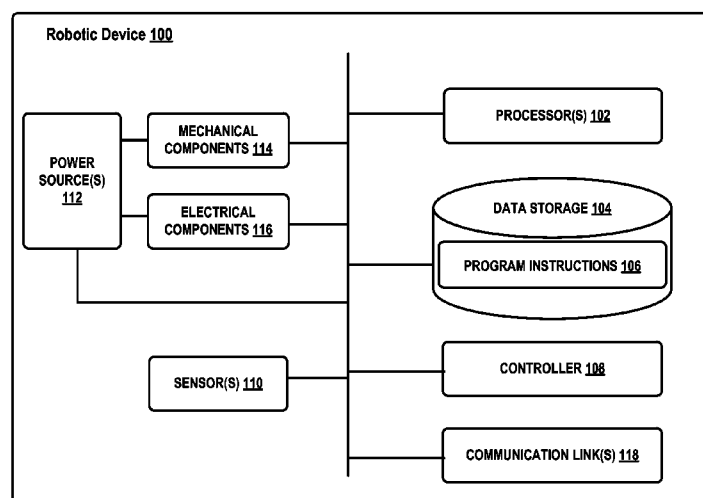 Robotic Device 100
POWER
SOURCE(S)
112
MECHANICAL
COMPONENTS 114
ELECTRICAL
COMPONENTS 116
SENSOR(S) 110
PROCESSOR(S) 102
DATA STORAGE 104
PROGRAM INSTRUCTIONS 106
CONTROLLER 108
COMMUNICATION LINK(S) 118